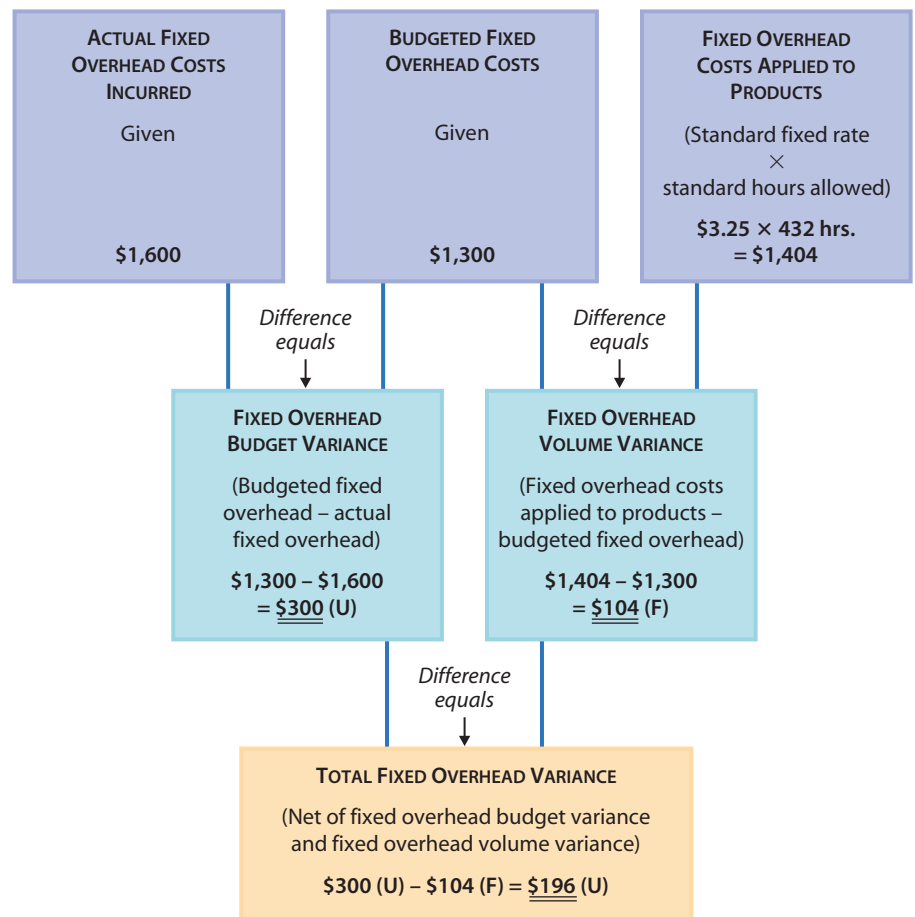 ACTUAL FIXED
OVERHEAD COSTS
INCURRED
Given
$1,600
BUDGETED FIXED
OVERHEAD COSTS
Given
$1,300
FIXED OVERHEAD
COSTS APPLIED TO
PRODUCTS
(Standard fixed rate
×
standard hours allowed)
$3.25 × 432 hrs.
= $1,404
Difference
equals
Difference
equals
FIXED OVERHEAD
BUDGET VARIANCE
(Budgeted fixed
overhead – actual
fixed overhead)
$1,300 – $1,600
= $300 (U)
FIXED OVERHEAD
VOLUME VARIANCE
(Fixed overhead costs
applied to products –
budgeted fixed overhead)
$1,404 – $1,300
= $104 (F)
Difference
equals
TOTAL FIXED OVERHEAD VARIANCE
(Net of fixed overhead budget variance
and fixed overhead volume variance)
$300 (U) – $104 (F) = $196 (U)